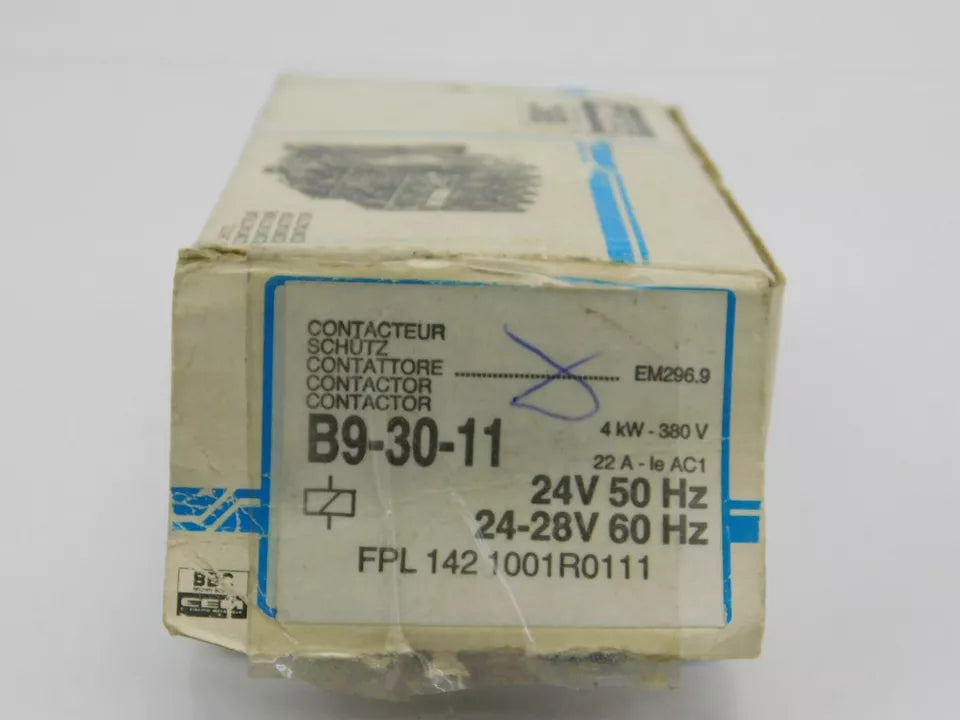 CONTACTEUR
SCHÜTZ
CONTATTORE ........................ EM296.9
CONTACTOR
CONTACTOR
B9-30-11
4 kW - 380 V
22 A - Ie AC1
24V 50 Hz
24-28V 60 Hz
FPL 142 1001R0111
BBC
CEM